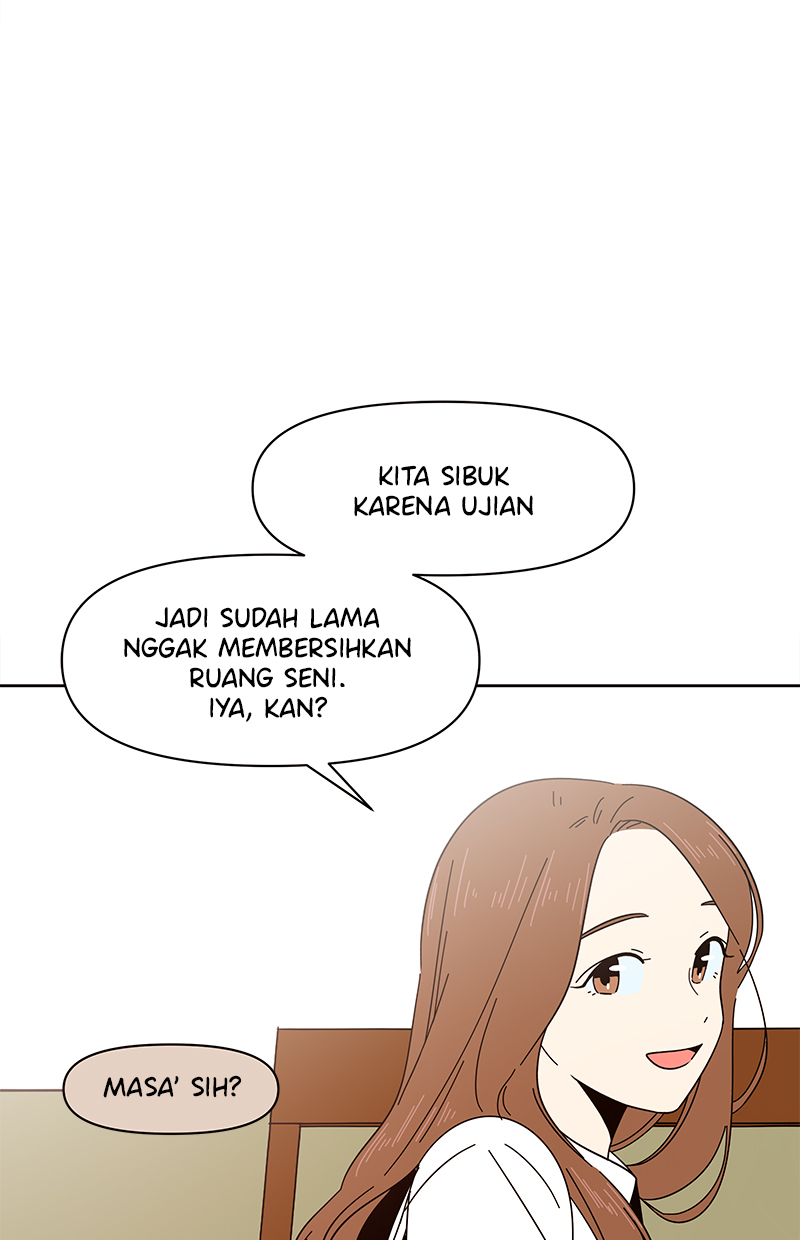 KITA SIBUK
KARENA UJIAN
JADI SUDAH LAMA
NGGAK MEMBERSIHKAN
RUANG SENI.
IYA, KAN?
MASA' SIH?